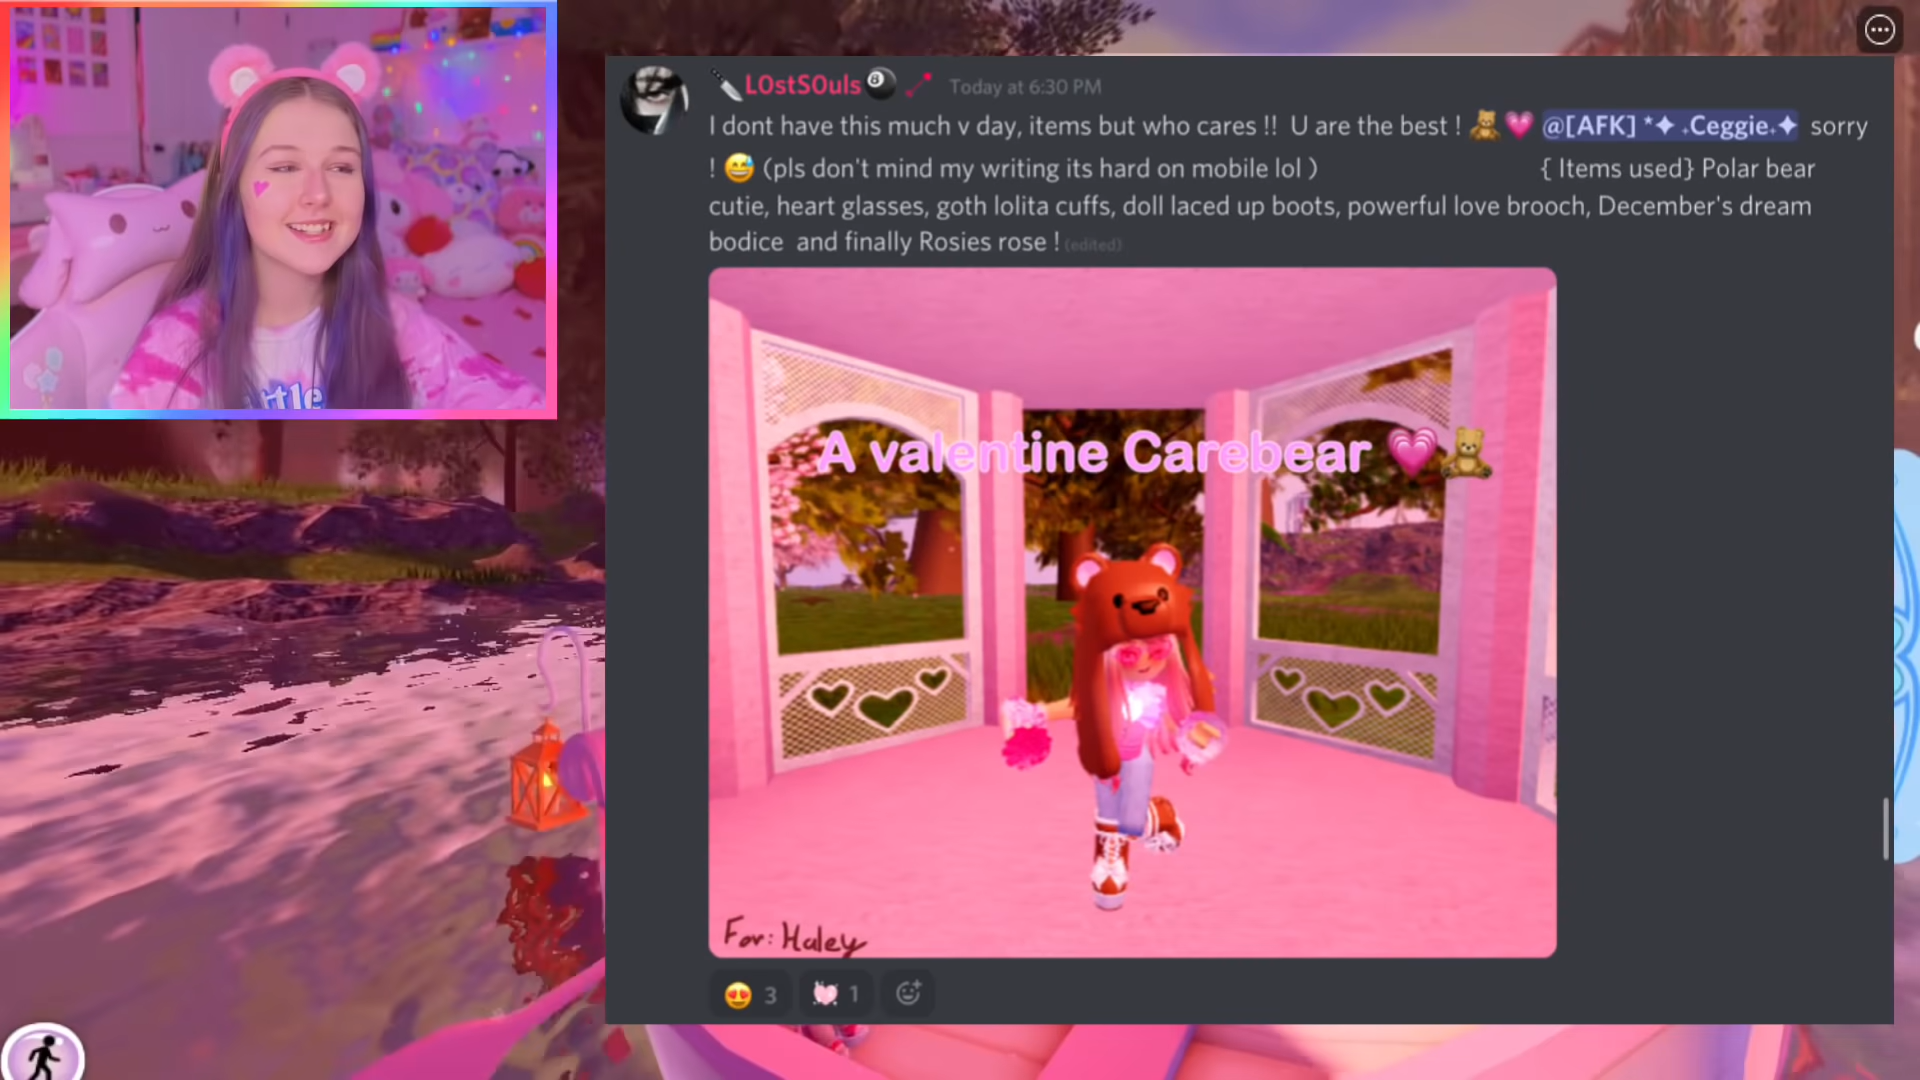 L0stS0uls Today at 6:30 PM
I dont have this much v day, items but who cares !! U are the best ! 🧸💗 @[AFK] *✦ ₊Ceggie₊✦ sorry
! 😅 (pls don't mind my writing its hard on mobile lol ) { Items used} Polar bear
cutie, heart glasses, goth lolita cuffs, doll laced up boots, powerful love brooch, December's dream
bodice and finally Rosies rose ! (edited)
A valentine Carebear 💗🧸
For: Haley
3 1